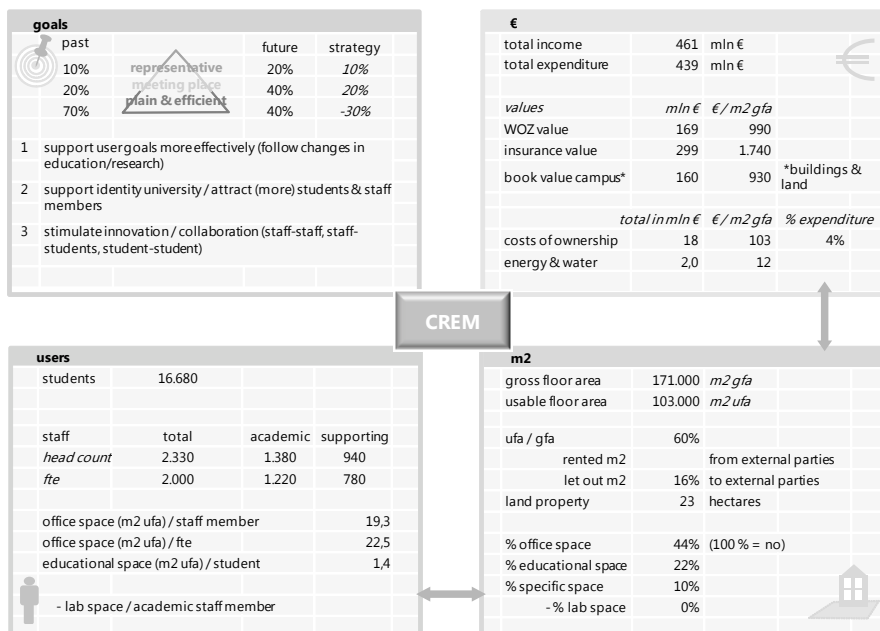 goals
past future strategy
10% representative 20% 10%
20% meeting place 40% 20%
70% plain & efficient 40% -30%
1 support user goals more effectively (follow changes in
education/research)
2 support identity university / attract (more) students & staff
members
3 stimulate innovation / collaboration (staff-staff, staff-
students, student-student)
€
total income 461 mln €
total expenditure 439 mln €
values mln € € / m2 gfa
WOZ value 169 990
insurance value 299 1.740
book value campus* 160 930 *buildings &
land
total in mln € € / m2 gfa % expenditure
costs of ownership 18 103 4%
energy & water 2,0 12
CREM
users
students 16.680
staff total academic supporting
head count 2.330 1.380 940
fte 2.000 1.220 780
office space (m2 ufa) / staff member 19,3
office space (m2 ufa) / fte 22,5
educational space (m2 ufa) / student 1,4
- lab space / academic staff member
m2
gross floor area 171.000 m2 gfa
usable floor area 103.000 m2 ufa
ufa / gfa 60%
rented m2 from external parties
let out m2 16% to external parties
land property 23 hectares
% office space 44% (100 % = no)
% educational space 22%
% specific space 10%
- % lab space 0%